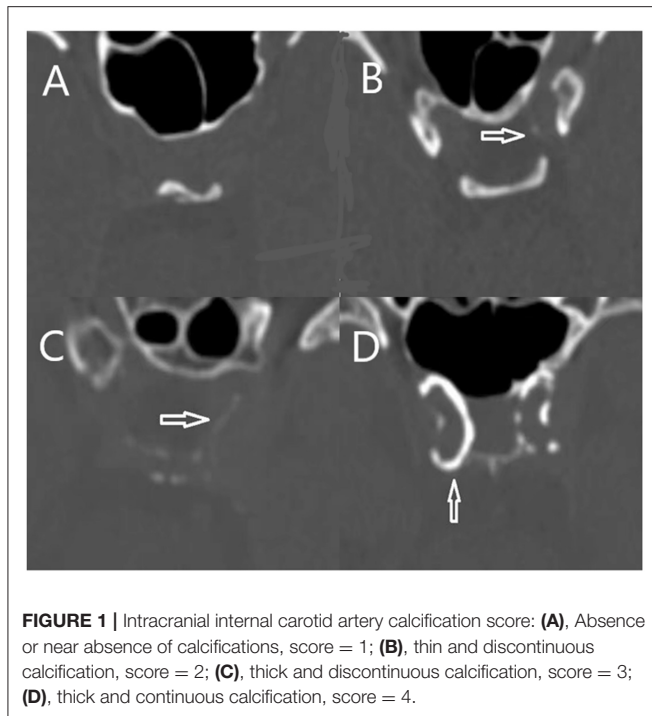 A
B
C
D
FIGURE 1 | Intracranial internal carotid artery calcification score: (A), Absence
or near absence of calcifications, score = 1; (B), thin and discontinuous
calcification, score = 2; (C), thick and discontinuous calcification, score = 3;
(D), thick and continuous calcification, score = 4.